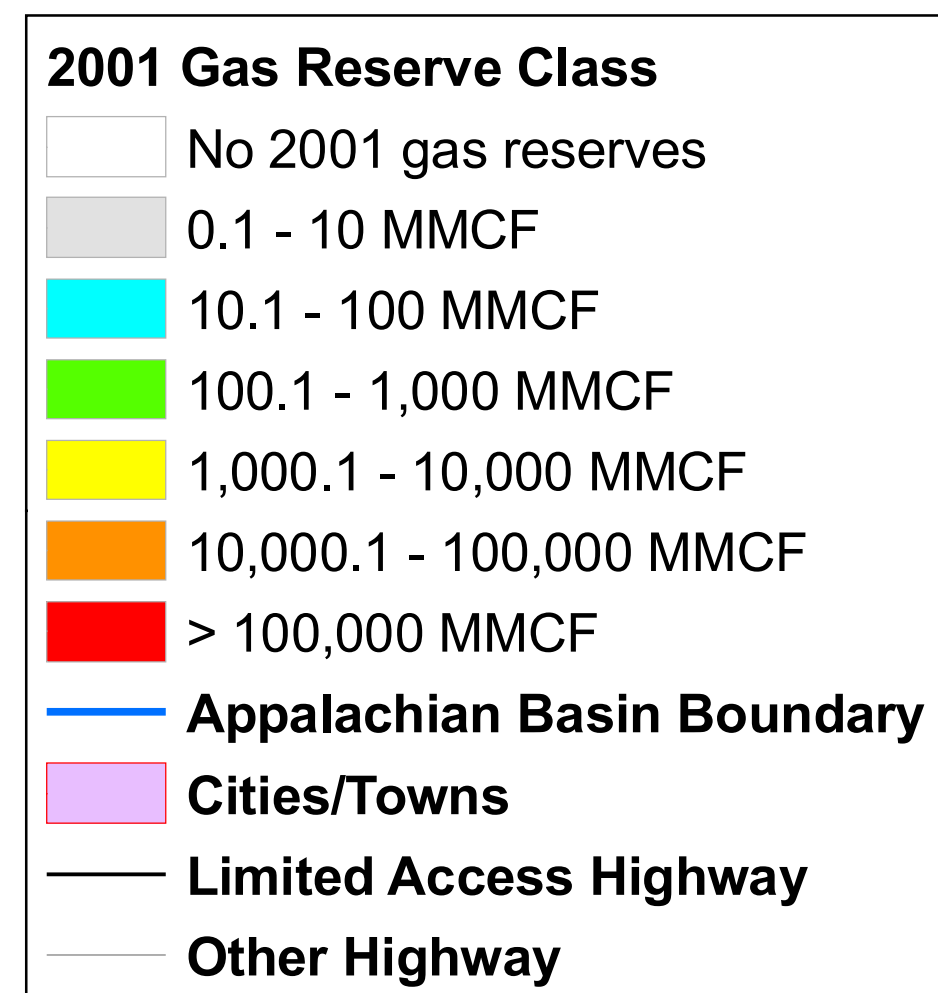 2001 Gas Reserve Class
No 2001 gas reserves
0.1 - 10 MMCF
10.1 - 100 MMCF
100.1 - 1,000 MMCF
1,000.1 - 10,000 MMCF
10,000.1 - 100,000 MMCF
> 100,000 MMCF
Appalachian Basin Boundary
Cities/Towns
Limited Access Highway
Other Highway